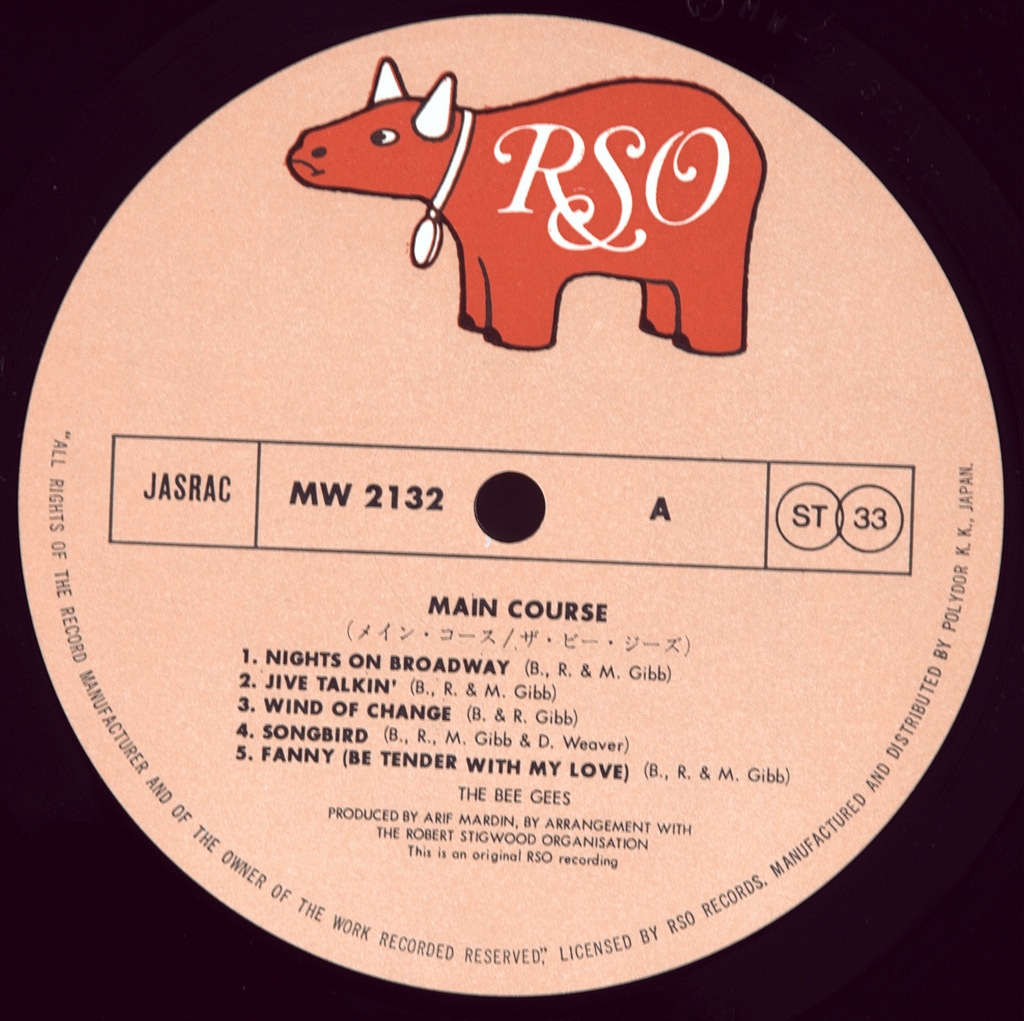 RSO
JASRAC
MW 2132
A
ST 33
MAIN COURSE
(メイン・コース/ザ・ビー・ジーズ)
1. NIGHTS ON BROADWAY (B., R. & M. Gibb)
2. JIVE TALKIN' (B., R. & M. Gibb)
3. WIND OF CHANGE (B. & R. Gibb)
4. SONGBIRD (B., R., M. Gibb & D. Weaver)
5. FANNY (BE TENDER WITH MY LOVE) (B., R. & M. Gibb)
THE BEE GEES
PRODUCED BY ARIF MARDIN, BY ARRANGEMENT WITH
THE ROBERT STIGWOOD ORGANISATION
This is an original RSO recording
"ALL RIGHTS OF THE RECORD MANUFACTURER AND OF THE OWNER OF THE WORK RECORDED RESERVED," LICENSED BY RSO RECORDS. MANUFACTURED AND DISTRIBUTED BY POLYDOR K. K., JAPAN.